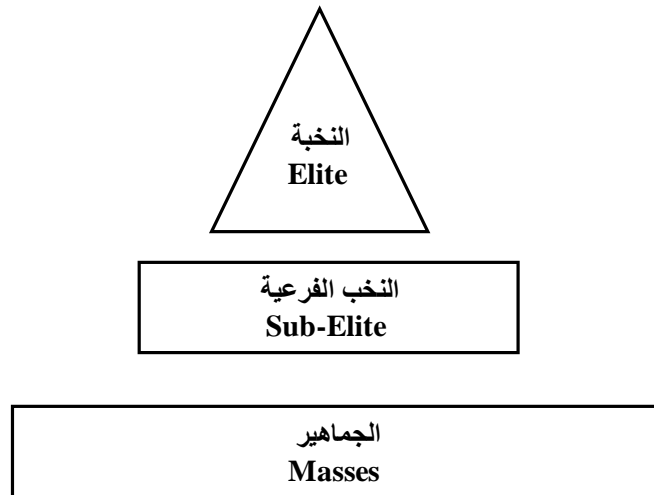 النخبة
Elite
النخب الفرعية
Sub-Elite
الجماهير
Masses